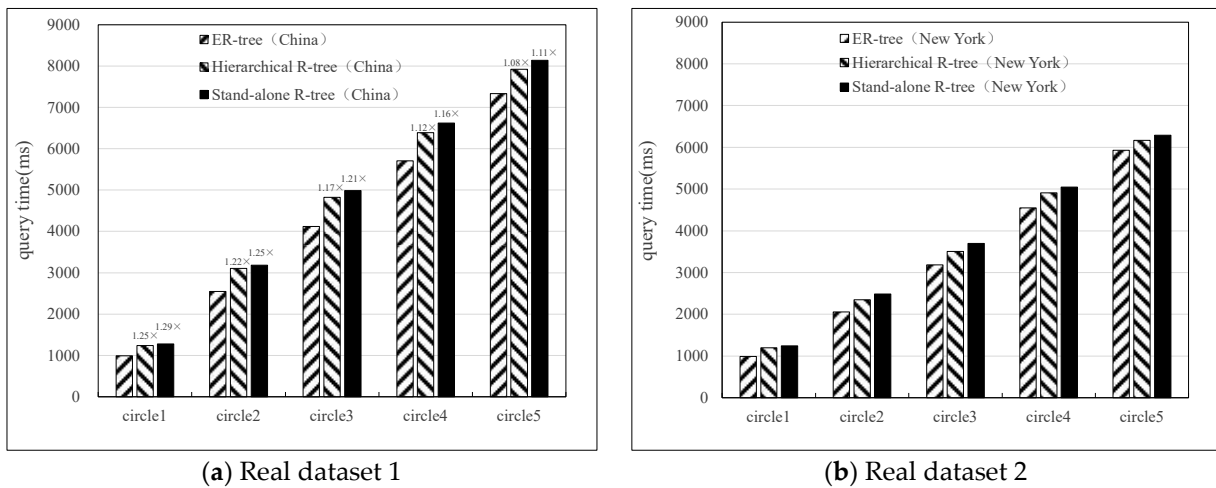 9000
8000
7000
6000
5000
4000
3000
2000
1000
0
query time(ms)
ER-tree（China）
Hierarchical R-tree（China）
Stand-alone R-tree（China）
1.25×
1.29×
1.22×
1.25×
1.17×
1.21×
1.12×
1.16×
1.08×
1.11×
circle1 circle2 circle3 circle4 circle5
(a) Real dataset 1
9000
8000
7000
6000
5000
4000
3000
2000
1000
0
query time(ms)
ER-tree（New York）
Hierarchical R-tree（New York）
Stand-alone R-tree（New York）
circle1 circle2 circle3 circle4 circle5
(b) Real dataset 2